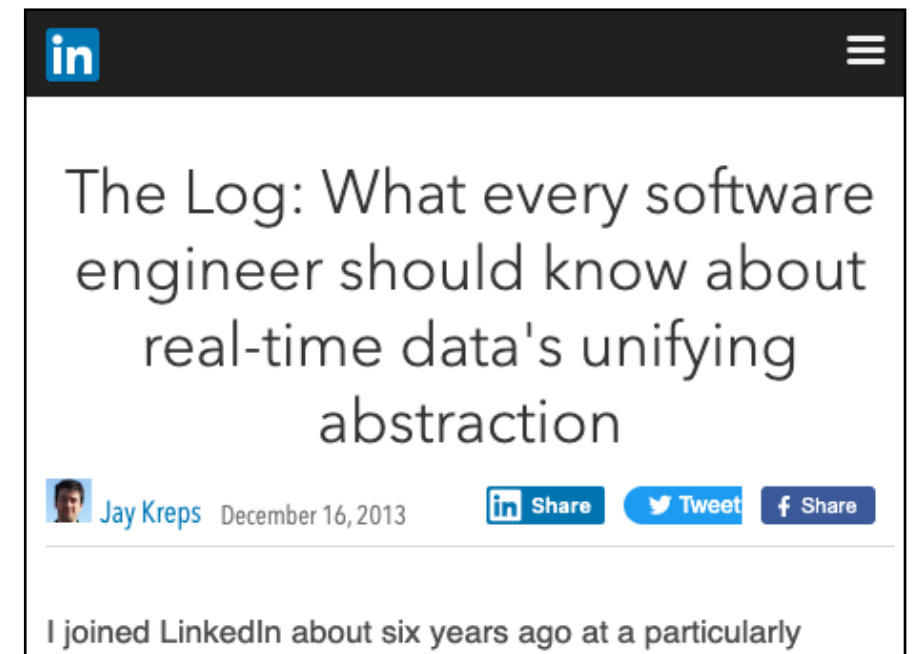 in
The Log: What every software
engineer should know about
real-time data's unifying
abstraction
Jay Kreps December 16, 2013 in Share Tweet f Share
I joined LinkedIn about six years ago at a particularly